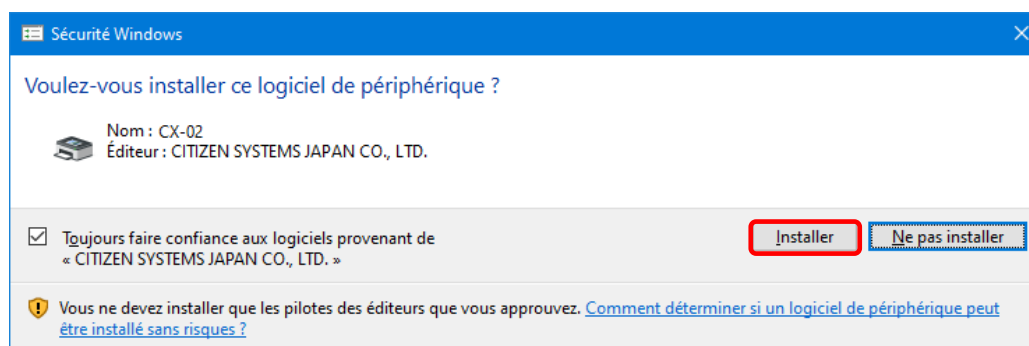 Sécurité Windows
Voulez-vous installer ce logiciel de périphérique ?
Nom : CX-02
Éditeur : CITIZEN SYSTEMS JAPAN CO., LTD.
Toujours faire confiance aux logiciels provenant de
« CITIZEN SYSTEMS JAPAN CO., LTD. »
Installer
Ne pas installer
Vous ne devez installer que les pilotes des éditeurs que vous approuvez. Comment déterminer si un logiciel de périphérique peut
être installé sans risques ?